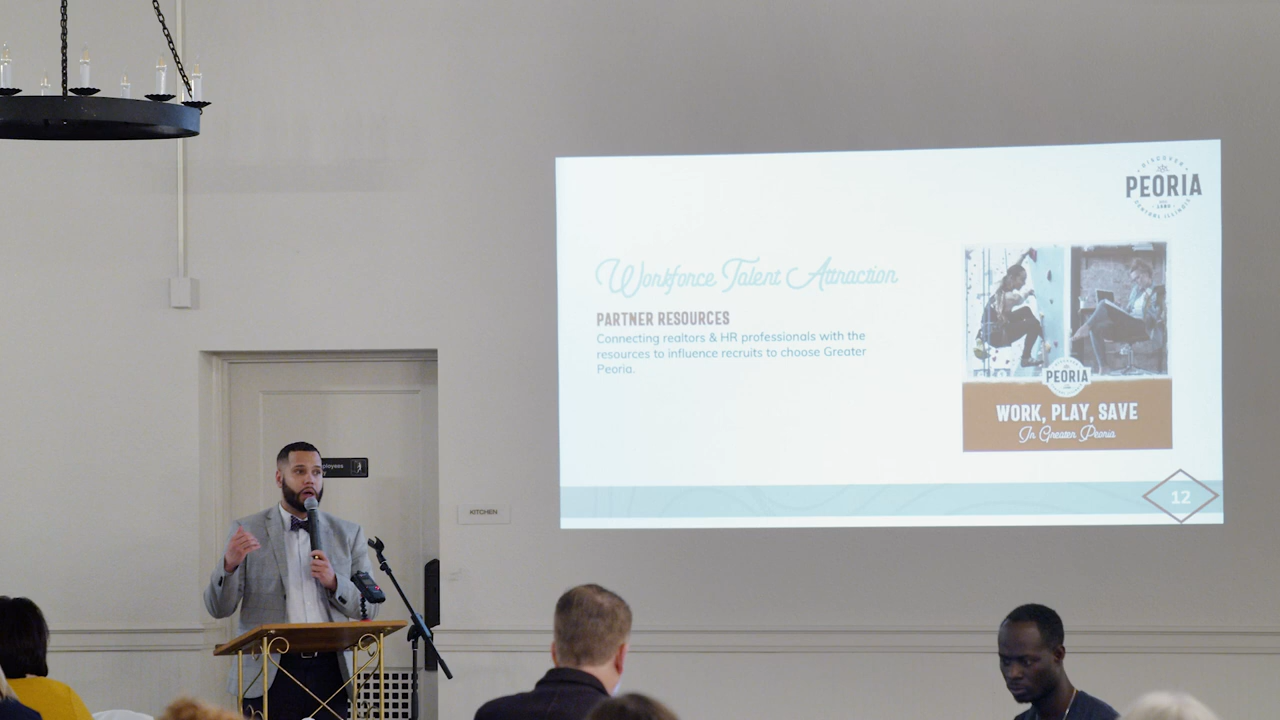 DISCOVER
PEORIA
CENTRAL ILLINOIS
Workforce Talent Attraction
PARTNER RESOURCES
Connecting realtors & HR professionals with the
resources to influence recruits to choose Greater
Peoria.
PEORIA
WORK, PLAY, SAVE
In Greater Peoria
12
ployees
KITCHEN